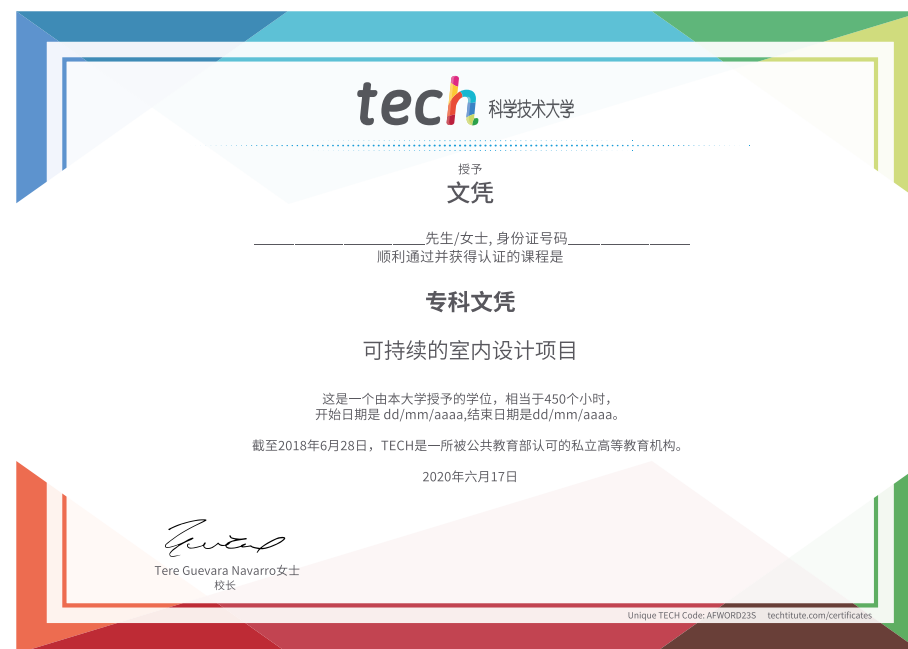 tech 科学技术大学
授予
文凭
先生/女士, 身份证号码
顺利通过并获得认证的课程是
专科文凭
可持续的室内设计项目
这是一个由本大学授予的学位，相当于450个小时，
开始日期是 dd/mm/aaaa,结束日期是dd/mm/aaaa。
截至2018年6月28日，TECH是一所被公共教育部认可的私立高等教育机构。
2020年六月17日
Tere Guevara Navarro女士
校长
Unique TECH Code: AFWORD23S techtitute.com/certificates